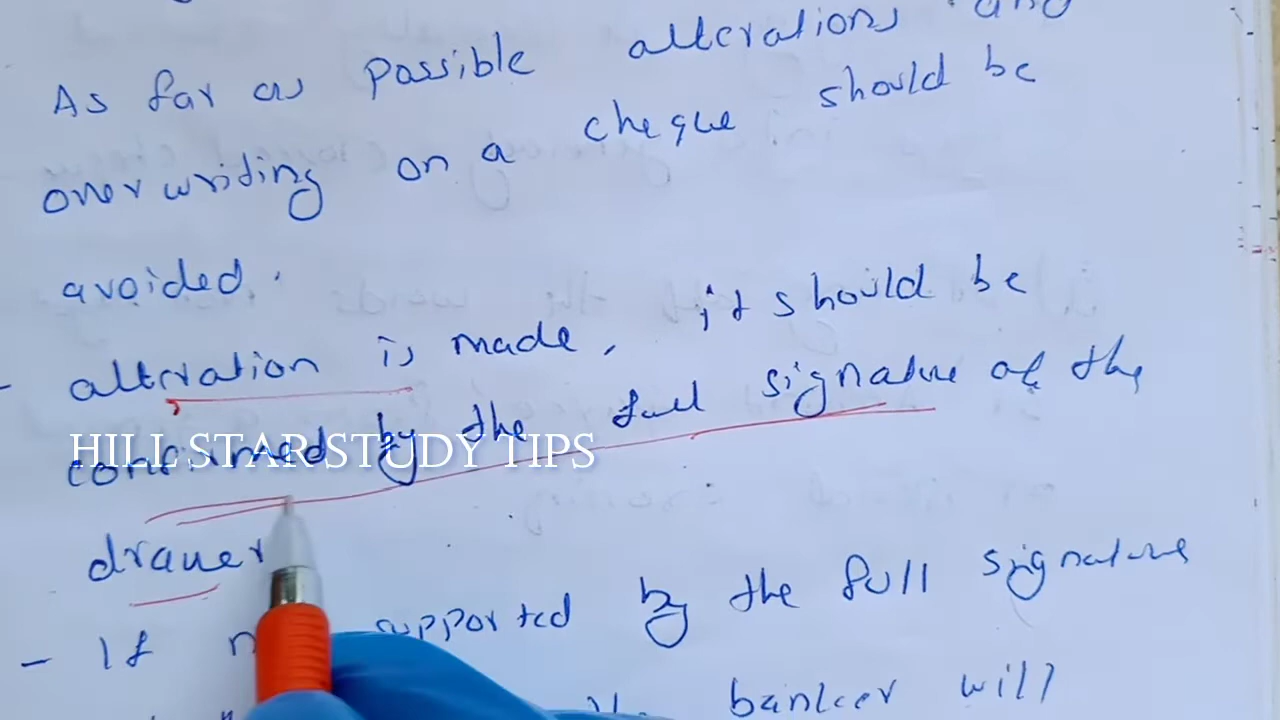 As far as possible alterations and
overwriting on a cheque should be
avoided.
- alteration is made, it should be
confirmed by the full signature of the
HILL STAR STUDY TIPS
drawer
- If supported by the full signature
banker will